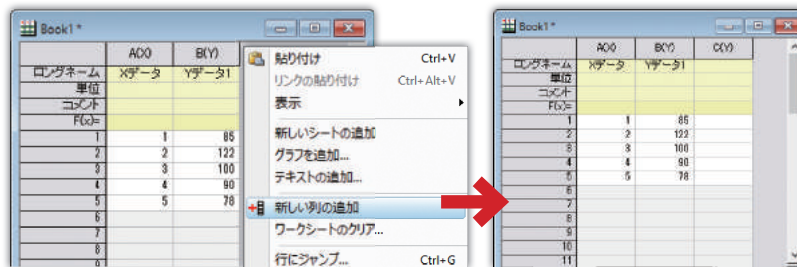 Book1 *
A(X) B(Y)
ロングネーム Xデータ Yデータ1
単位
コメント
F(x)=
1 1 85
2 2 122
3 3 100
4 4 90
5 5 78
6
7
8
9
貼り付け Ctrl+V
リンクの貼り付け Ctrl+Alt+V
表示
新しいシートの追加
グラフを追加...
テキストの追加...
新しい列の追加
ワークシートのクリア...
行にジャンプ... Ctrl+G
Book1 *
A(X) B(Y) C(Y)
ロングネーム Xデータ Yデータ1
単位
コメント
F(x)=
1 1 85
2 2 122
3 3 100
4 4 90
5 5 78
6
7
8
9
10
11